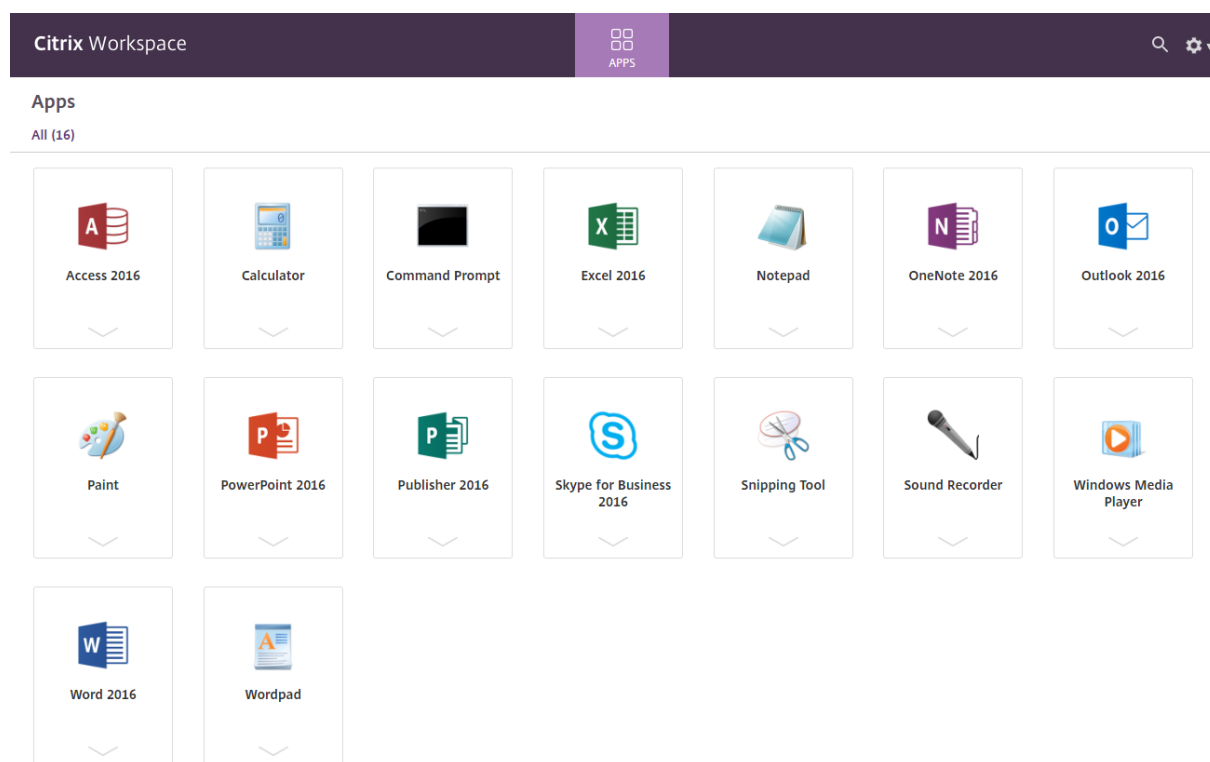 Citrix Workspace
APPS
Apps
All (16)
Access 2016
Calculator
Command Prompt
Excel 2016
Notepad
OneNote 2016
Outlook 2016
Paint
PowerPoint 2016
Publisher 2016
Skype for Business
2016
Snipping Tool
Sound Recorder
Windows Media
Player
Word 2016
Wordpad